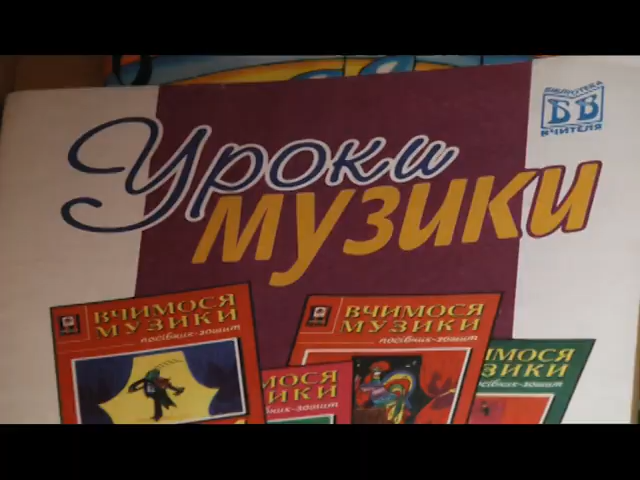 Уроки
музики
БІБЛІОТЕКА
БВ
ВЧИТЕЛЯ
ВЧИМОСЯ
МУЗИКИ
посібник-зошит
ВЧИМОСЯ
МУЗИКИ
посібник-зошит